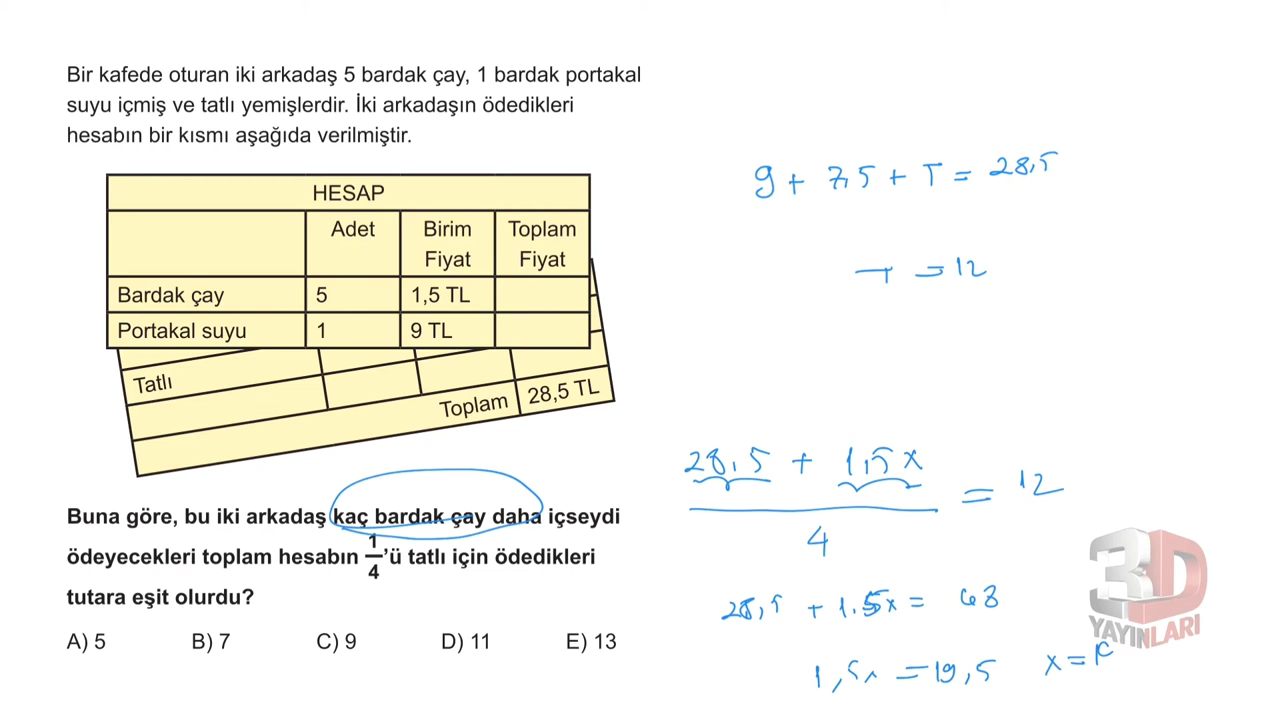 Bir kafede oturan iki arkadaş 5 bardak çay, 1 bardak portakal
suyu içmiş ve tatlı yemişlerdir. İki arkadaşın ödedikleri
hesabın bir kısmı aşağıda verilmiştir.
HESAP
Adet Birim Fiyat Toplam Fiyat
Bardak çay 5 1,5 TL
Portakal suyu 1 9 TL
Tatlı
Toplam 28,5 TL
Buna göre, bu iki arkadaş kaç bardak çay daha içseydi
ödeyecekleri toplam hesabın 1/4'ü tatlı için ödedikleri
tutara eşit olurdu?
A) 5 B) 7 C) 9 D) 11 E) 13
9 + 7,5 + T = 28,5
T = 12
28,5 + 1,5x
4
= 12
28,5 + 1.5x = 48
1,5x = 19,5 x =
3D
YAYINLARI